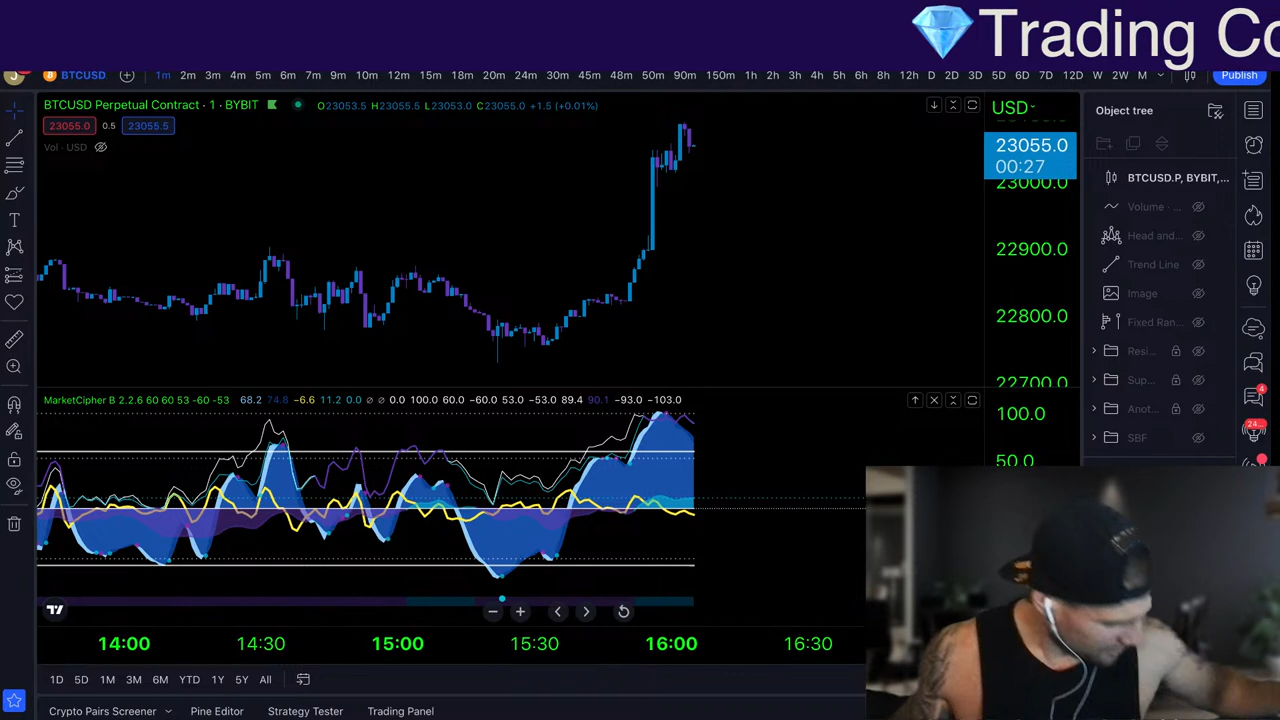 💎Trading Co
J BTCUSD 1m 2m 3m 4m 5m 6m 7m 9m 10m 12m 15m 18m 20m 24m 30m 45m 48m 50m 90m 150m 1h 2h 3h 4h 5h 6h 8h 12h D 2D 3D 5D 6D 7D 12D W 2W M Publish
BTCUSD Perpetual Contract · 1 · BYBIT O23053.5 H23055.5 L23053.0 C23055.0 +1.5 (+0.01%)
USD
Object tree
23055.0 0.5 23055.5
Vol · USD
23055.0
00:27
23000.0
22900.0
22800.0
22700.0
BTCUSD.P, BYBIT,...
Volume · ...
Head and...
Trend Line
Image
Fixed Ran...
Resi...
Sup...
Anot...
SBF
4
24...
MarketCipher B 2.2.6 60 60 53 -60 -53 68.2 74.8 −6.6 11.2 0.0 ∅ ∅ 0.0 100.0 60.0 −60.0 53.0 −53.0 89.4 90.1 −93.0 −103.0
100.0
50.0
14:00 14:30 15:00 15:30 16:00 16:30
1D 5D 1M 3M 6M YTD 1Y 5Y All
Crypto Pairs Screener Pine Editor Strategy Tester Trading Panel